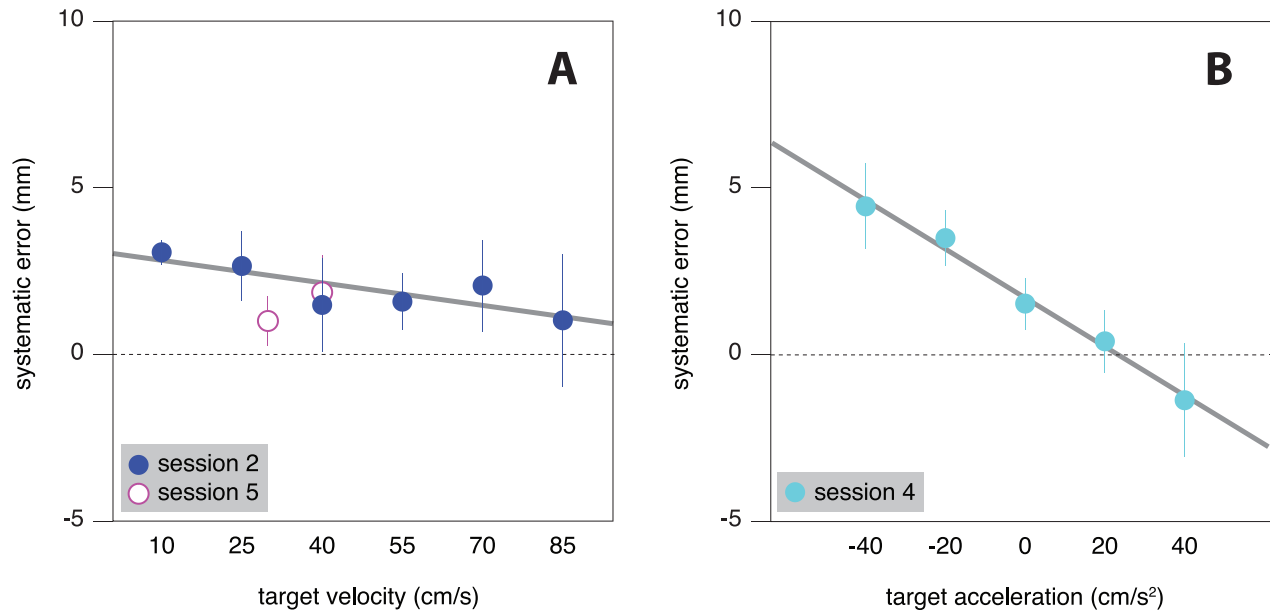 A
10
5
0
-5
systematic error (mm)
session 2
session 5
10 25 40 55 70 85
target velocity (cm/s)
B
10
5
0
-5
systematic error (mm)
session 4
-40 -20 0 20 40
target acceleration (cm/s²)